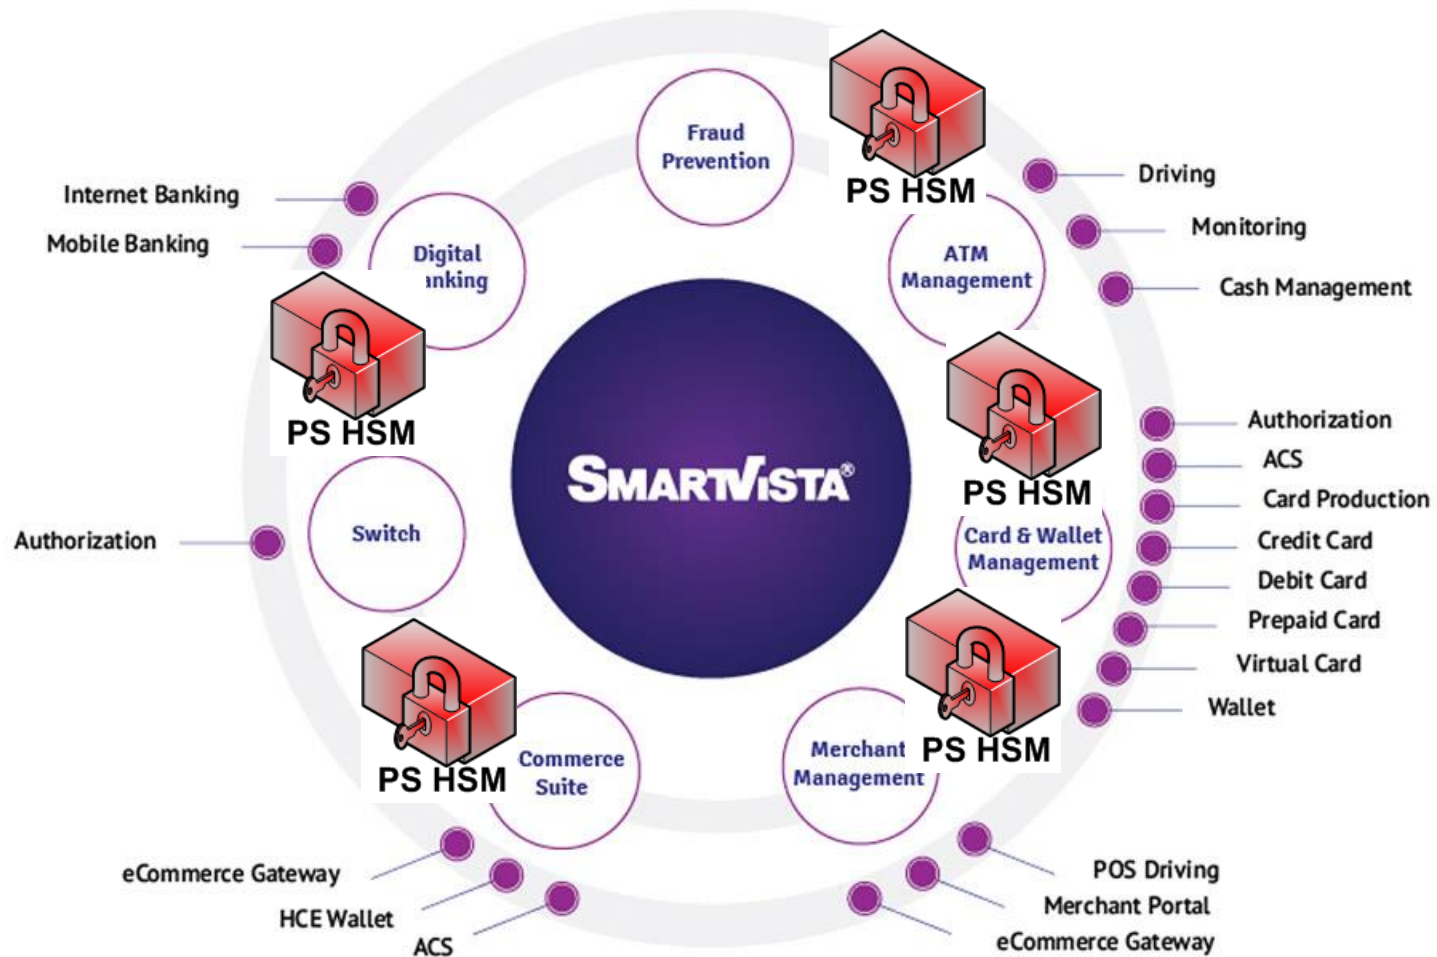 Fraud
Prevention
PS HSM
Driving
Monitoring
Cash Management
ATM
Management
Internet Banking
Mobile Banking
Digital
anking
PS HSM
SMARTVISTA®
PS HSM
Authorization
ACS
Card Production
Credit Card
Debit Card
Prepaid Card
Virtual Card
Wallet
Card & Wallet
Management
Switch
Authorization
PS HSM
Commerce
Suite
Merchant
Management
PS HSM
eCommerce Gateway
HCE Wallet
ACS
POS Driving
Merchant Portal
eCommerce Gateway